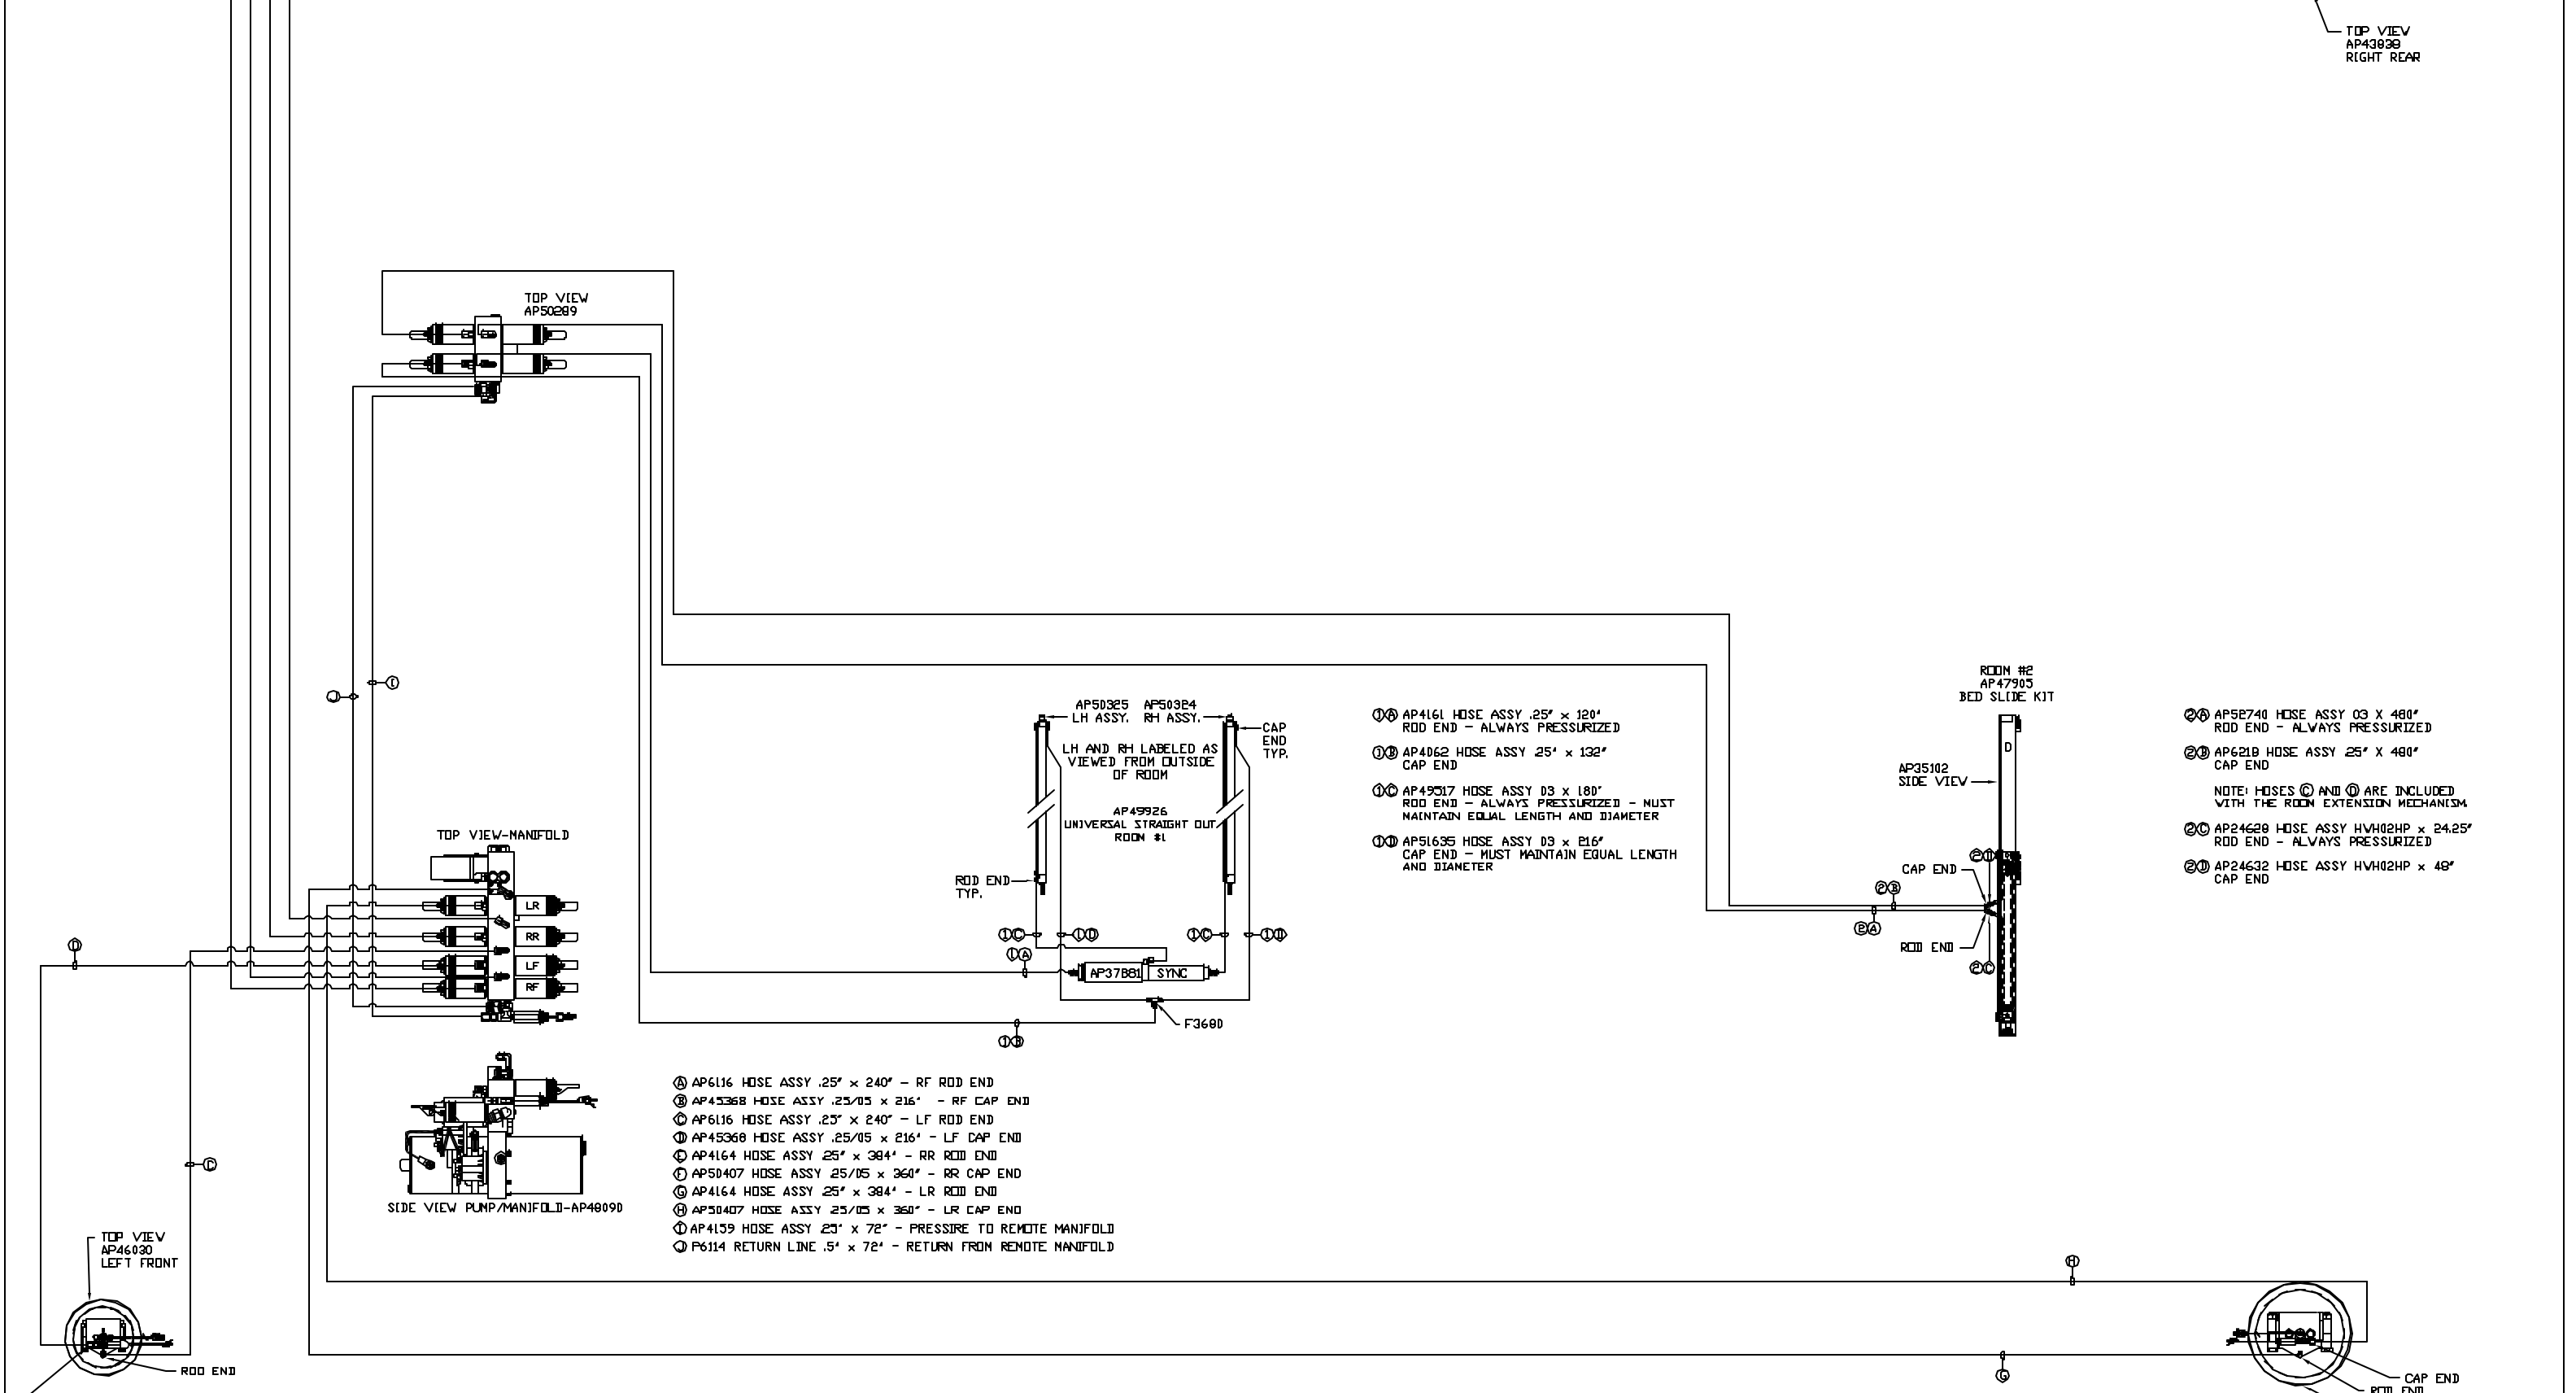 TOP VIEW
AP43838
RIGHT REAR
TOP VIEW
AP50289
J
I
ROOM #2
AP47905
BED SLIDE KIT
AP50325 AP50324
LH ASSY. RH ASSY.
CAP
END
TYP.
LH AND RH LABELED AS
VIEWED FROM OUTSIDE
OF ROOM
AP49926
UNIVERSAL STRAIGHT OUT
ROOM #1
ROD END
TYP.
1A AP4161 HOSE ASSY .25" x 120"
ROD END - ALWAYS PRESSURIZED
1B AP4062 HOSE ASSY .25" x 132"
CAP END
1C AP49517 HOSE ASSY 03 x 180"
ROD END - ALWAYS PRESSURIZED - MUST
MAINTAIN EQUAL LENGTH AND DIAMETER
1D AP51635 HOSE ASSY 03 x 216"
CAP END - MUST MAINTAIN EQUAL LENGTH
AND DIAMETER
D
AP35102
SIDE VIEW
CAP END
ROD END
2D
2B
2A
2C
2A AP52740 HOSE ASSY 03 X 480"
ROD END - ALWAYS PRESSURIZED
2B AP6218 HOSE ASSY .25" X 480"
CAP END
NOTE: HOSES C AND D ARE INCLUDED
WITH THE ROOM EXTENSION MECHANISM.
2C AP24628 HOSE ASSY HVH02HP x 24.25"
ROD END - ALWAYS PRESSURIZED
2D AP24632 HOSE ASSY HVH02HP x 48"
CAP END
TOP VIEW-MANIFOLD
LR
RR
LF
RF
D
1C 1D 1C 1D
1A
AP37881 SYNC
F3680
1B
SIDE VIEW PUMP/MANIFOLD-AP48090
A AP6116 HOSE ASSY .25" x 240" - RF ROD END
B AP45368 HOSE ASSY .25/05 x 216" - RF CAP END
C AP6116 HOSE ASSY .25" x 240" - LF ROD END
D AP45368 HOSE ASSY .25/05 x 216" - LF CAP END
E AP4164 HOSE ASSY .25" x 384" - RR ROD END
F AP50407 HOSE ASSY .25/05 x 360" - RR CAP END
G AP4164 HOSE ASSY .25" x 384" - LR ROD END
H AP50407 HOSE ASSY .25/05 x 360" - LR CAP END
I AP4159 HOSE ASSY .25" x 72" - PRESSIRE TO REMOTE MANIFOLD
J P6114 RETURN LINE .5" x 72" - RETURN FROM REMOTE MANIFOLD
C
TOP VIEW
AP46030
LEFT FRONT
ROD END
H
G
CAP END
ROD END